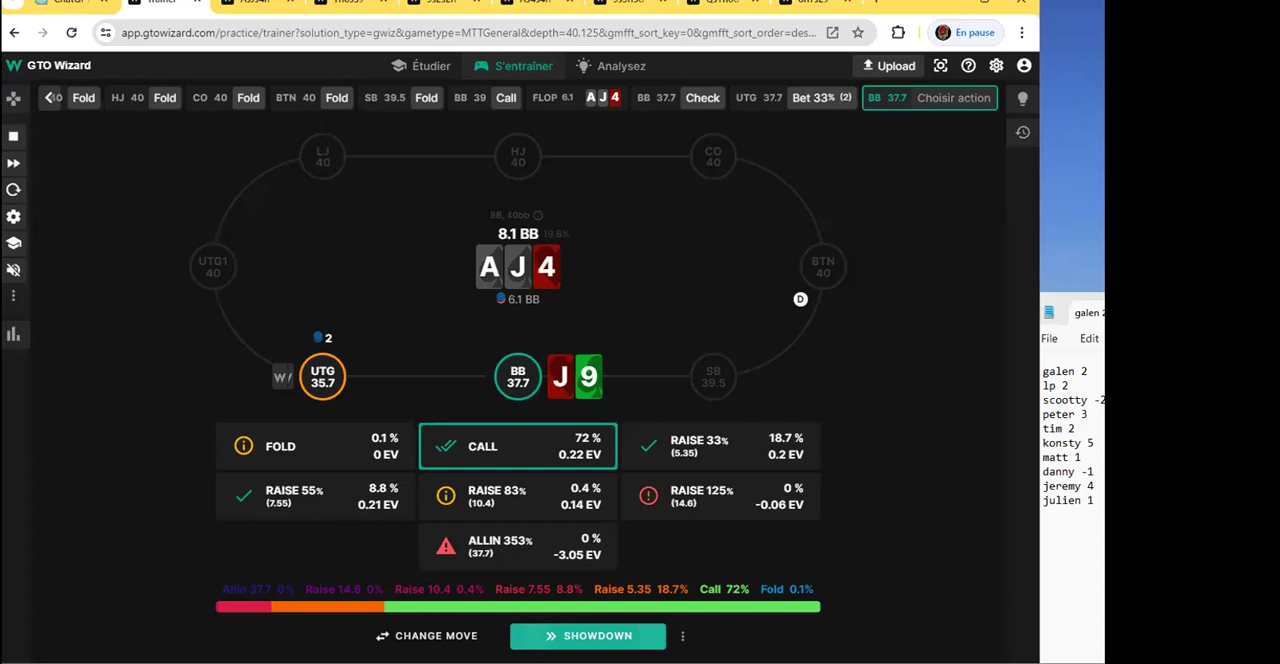 Trainer
app.gtowizard.com/practice/trainer?solution_type=gwiz&gametype=MTTGeneral&depth=40.125&gmfft_sort_key=0&gmfft_sort_order=des...
En pause
W GTO Wizard
Étudier
S'entraîner
Analysez
Upload
Fold HJ 40 Fold CO 40 Fold BTN 40 Fold SB 39.5 Fold BB 39 Call FLOP 6.1 A J 4 BB 37.7 Check UTG 37.7 Bet 33% (2) BB 37.7 Choisir action
LJ
40
HJ
40
CO
40
BB, 40bb
8.1 BB 19.8%
UTG1
40
A J 4
BTN
40
6.1 BB
D
2
UTG
35.7
BB
37.7
J 9
SB
39.5
FOLD 0.1 %
0 EV
CALL 72 %
0.22 EV
RAISE 33% 18.7 %
(5.35) 0.2 EV
RAISE 55% 8.8 %
(7.55) 0.21 EV
RAISE 83% 0.4 %
(10.4) 0.14 EV
RAISE 125% 0 %
(14.6) -0.06 EV
ALLIN 353% 0 %
(37.7) -3.05 EV
Allin 37.7 0% Raise 14.6 0% Raise 10.4 0.4% Raise 7.55 8.8% Raise 5.35 18.7% Call 72% Fold 0.1%
CHANGE MOVE
SHOWDOWN
galen 2
File Edit
galen 2
lp 2
scootty -2
peter 3
tim 2
konsty 5
matt 1
danny -1
jeremy 4
julien 1